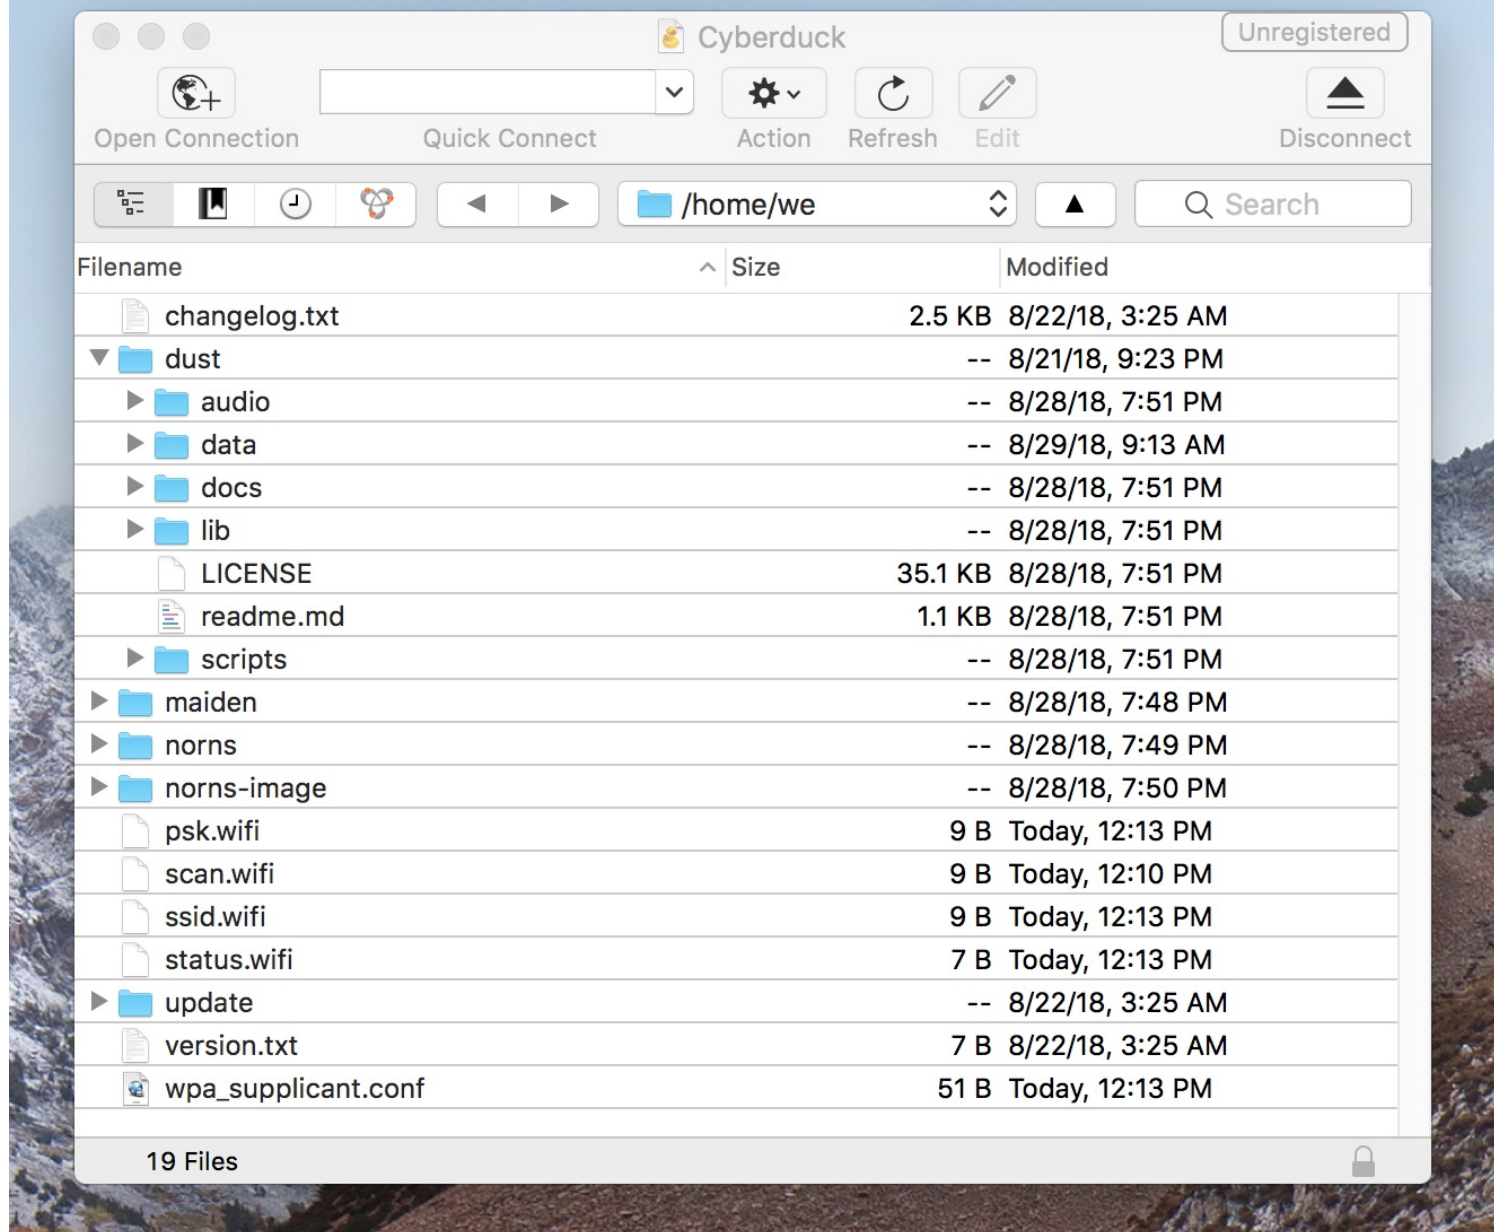 Cyberduck
Unregistered
Open Connection
Quick Connect
Action
Refresh
Edit
Disconnect
/home/we
Search
Filename Size Modified
changelog.txt 2.5 KB 8/22/18, 3:25 AM
dust -- 8/21/18, 9:23 PM
audio -- 8/28/18, 7:51 PM
data -- 8/29/18, 9:13 AM
docs -- 8/28/18, 7:51 PM
lib -- 8/28/18, 7:51 PM
LICENSE 35.1 KB 8/28/18, 7:51 PM
readme.md 1.1 KB 8/28/18, 7:51 PM
scripts -- 8/28/18, 7:51 PM
maiden -- 8/28/18, 7:48 PM
norns -- 8/28/18, 7:49 PM
norns-image -- 8/28/18, 7:50 PM
psk.wifi 9 B Today, 12:13 PM
scan.wifi 9 B Today, 12:10 PM
ssid.wifi 9 B Today, 12:13 PM
status.wifi 7 B Today, 12:13 PM
update -- 8/22/18, 3:25 AM
version.txt 7 B 8/22/18, 3:25 AM
wpa_supplicant.conf 51 B Today, 12:13 PM
19 Files